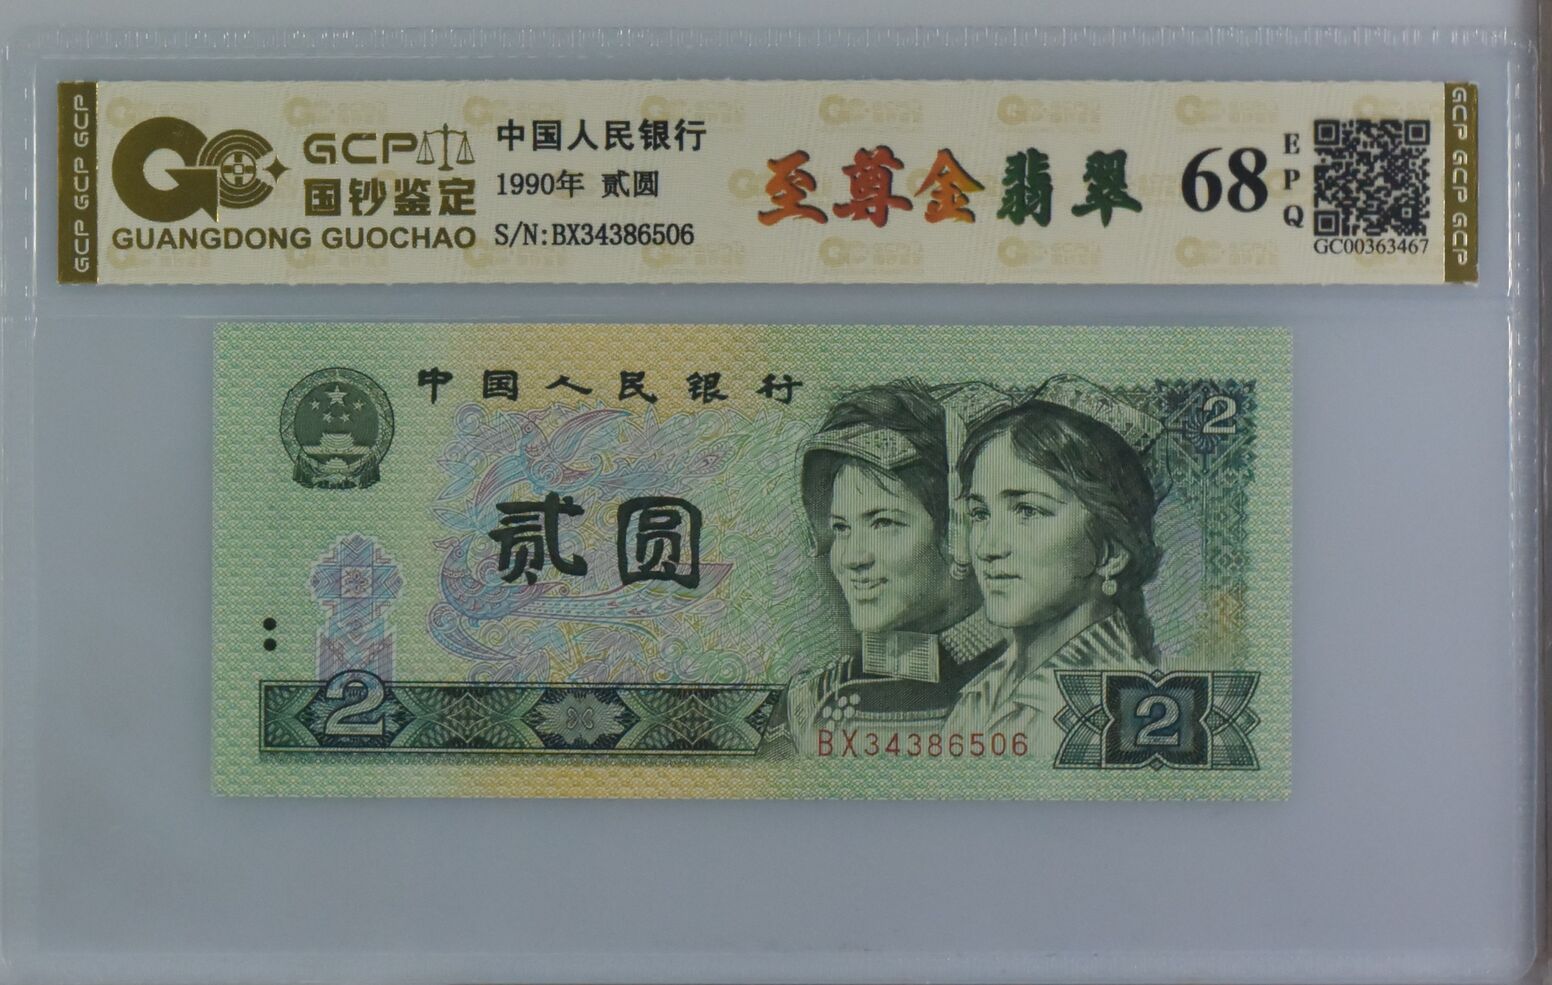 GCP GCP GCP
GCP
国钞鉴定
GUANGDONG GUOCHAO
中国人民银行
1990年 贰圆
S/N:BX34386506
至尊金翡翠
68
EPQ
GC00363467
GCP GCP GCP
中国人民银行
2
贰圆
2
BX34386506
2